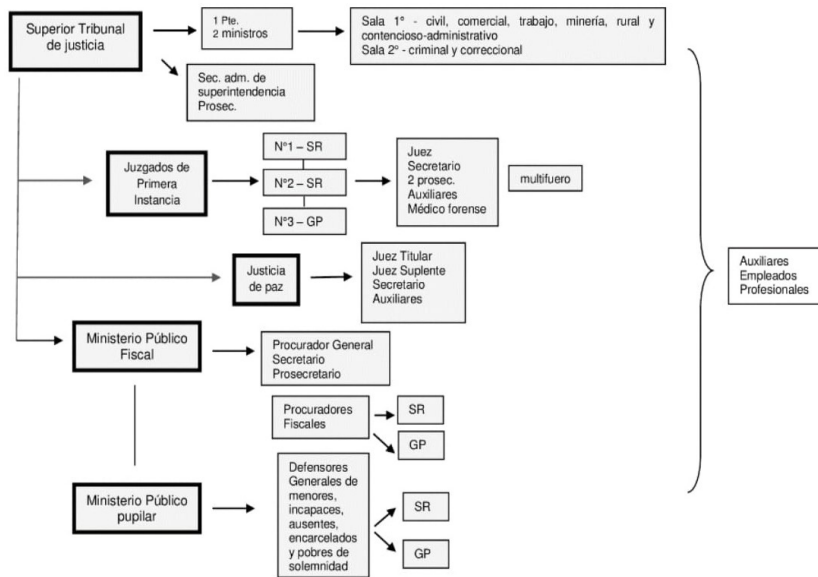 Superior Tribunal
de justicia
1 Pte.
2 ministros
Sala 1° - civil, comercial, trabajo, minería, rural y
contencioso-administrativo
Sala 2° - criminal y correccional
Sec. adm. de
superintendencia
Prosec.
Juzgados de
Primera
Instancia
N°1 – SR
N°2 – SR
N°3 – GP
Juez
Secretario
2 prosec.
Auxiliares
Médico forense
multifuero
Justicia
de paz
Juez Titular
Juez Suplente
Secretario
Auxiliares
Auxiliares
Empleados
Profesionales
Ministerio Público
Fiscal
Procurador General
Secretario
Prosecretario
Procuradores
Fiscales
SR
GP
Ministerio Público
pupilar
Defensores
Generales de
menores,
incapaces,
ausentes,
encarcelados
y pobres de
solemnidad
SR
GP